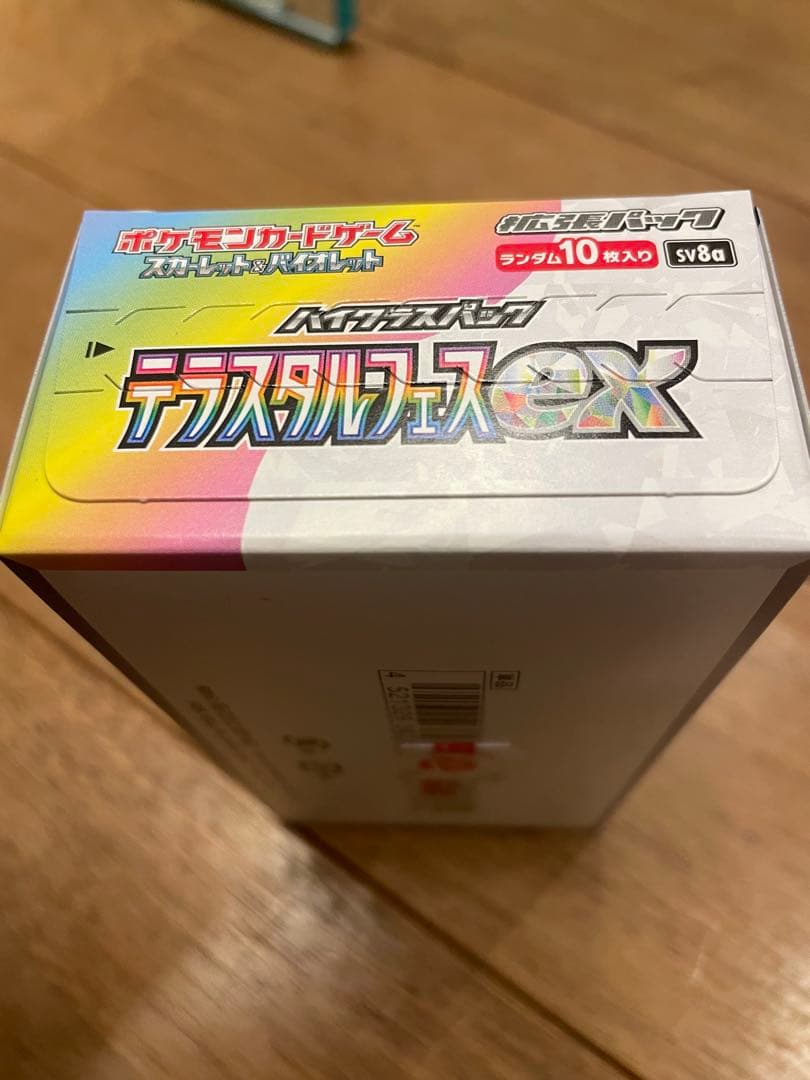 ポケモンカードゲーム
スカーレット&バイオレット
拡張パック
ランダム10枚入り
SV8a
ハイクラスパック
テラスタルフェスex